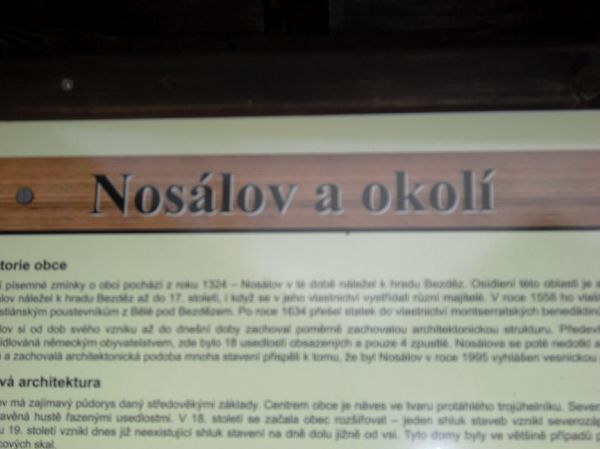 Nosálov a okolí
torie obce
í písemné zmínky o obci pochází z roku 1324 – Nosálov v té době náležel k hradu Bezděz. Osídlení této oblasti je a
lov náležel k hradu Bezděz až do 17. století, i když se v jeho vlastnictví vystřídali různí majitelé. V roce 1558 ho
stiánským poustevníkům z Bělé pod Bezdězem. Po roce 1634 přešel statek do vlastnictví montserratských
lov si od dob svého vzniku až do dnešní doby zachoval poměrně zachovalou architektonickou strukturu.
ídlována německým obyvatelstvem, zde bylo 18 usedlostí obsazených a pouze 4 zpustlé. Nosálova se poté nedotkl a
i a zachovalá architektonická podoba mnoha stavení přispěli k tomu, že byl Nosálov v roce 1995 vyhlášen vesnickou
vá architektura
ov má zajímavý půdorys daný středověkými základy. Centrem obce je náves ve tvaru protáhlého trojúhelníku. Sever
avěná hustě řazenými usedlostmi. V 18. století se začala obec rozšiřovat – jeden shluk staveb vznikl severozáp
u 19. století vznikl dnes již neexistující shluk stavení na dně dolu jižně od vsi. Tyto domy byly ve většině případů p
cových skal.